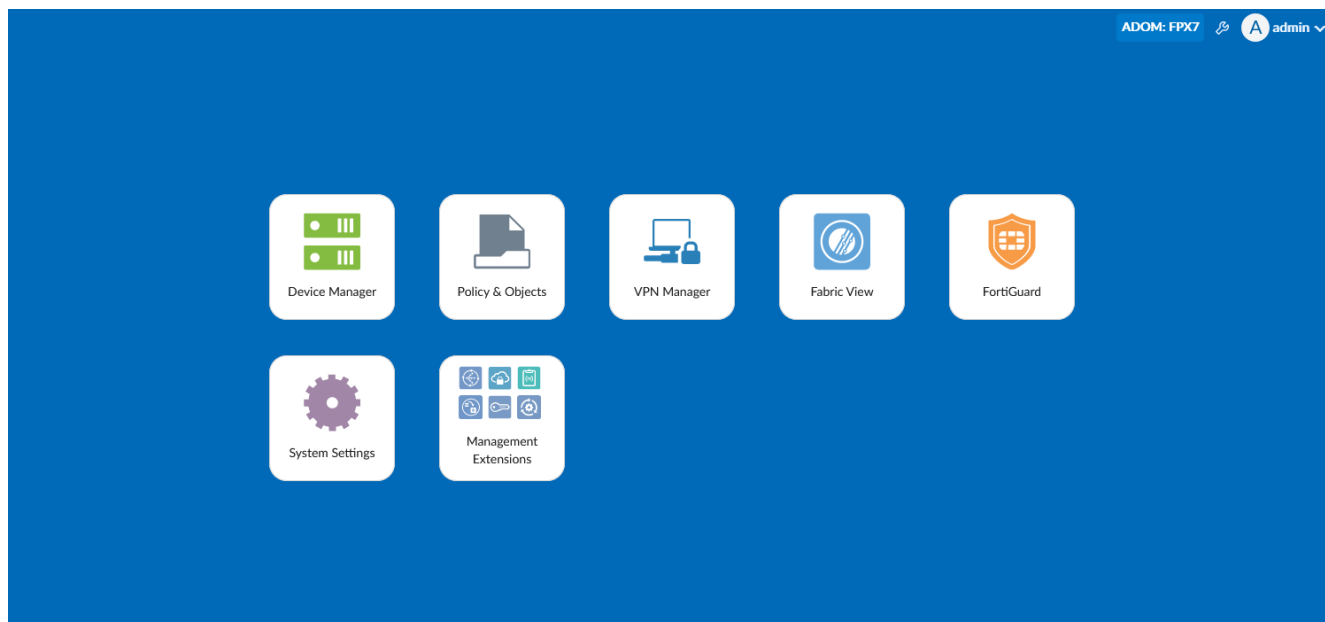 ADOM: FPX7
A
admin
Device Manager
Policy & Objects
VPN Manager
Fabric View
FortiGuard
System Settings
Management
Extensions